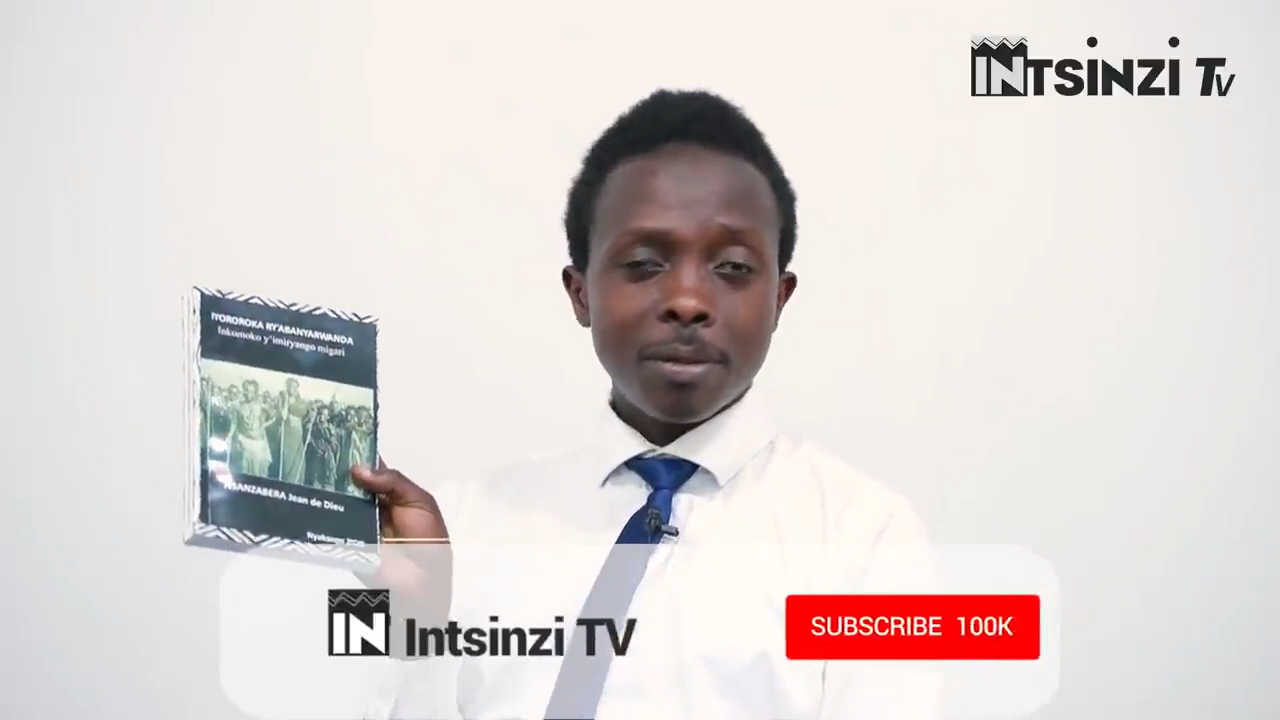 INTSINZI TV
IYOROROKA RY'ABANYARWANDA
Inkomoko y'imiryango migari
NSANZABERA Jean de Dieu
IN Intsinzi TV
SUBSCRIBE 100K